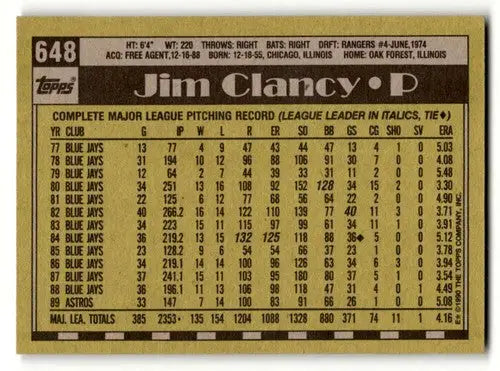 648
HT: 6'4" WT: 220 THROWS: RIGHT BATS: RIGHT DRFT: RANGERS #4-JUNE, 1974
ACQ: FREE AGENT, 12-16-88 BORN: 12-18-55, CHICAGO, ILLINOIS HOME: OAK FOREST, ILLINOIS
Topps
Jim Clancy • P
COMPLETE MAJOR LEAGUE PITCHING RECORD (LEAGUE LEADER IN ITALICS, TIE♦)
YR CLUB G IP W L R ER SO BB GS CG SHO SV ERA
77 BLUE JAYS 13 77 4 9 47 43 44 47 13 4 1 0 5.03
78 BLUE JAYS 31 194 10 12 96 88 106 91 30 7 0 0 4.08
79 BLUE JAYS 12 64 2 7 44 39 33 31 11 2 0 0 5.48
80 BLUE JAYS 34 251 13 16 108 92 152 128 34 15 2 0 3.30
81 BLUE JAYS 22 125 6 12 77 68 56 64 22 2 0 0 4.90
82 BLUE JAYS 40 266.2 16 14 122 110 139 77 40 11 3 0 3.71
83 BLUE JAYS 34 223 15 11 115 97 99 61 34 11 1 0 3.91
84 BLUE JAYS 36 219.2 13 15 132 125 118 88 36♦ 5 0 0 5.12
85 BLUE JAYS 23 128.2 9 6 54 54 66 37 23 1 0 0 3.78
86 BLUE JAYS 34 219.1 14 14 100 96 126 63 34 6 3 0 3.94
87 BLUE JAYS 37 241.1 15 11 103 95 180 80 37 5 1 0 3.54
88 BLUE JAYS 36 196.1 11 13 106 98 118 47 31 4 0 1 4.49
89 ASTROS 33 147 7 14 100 83 91 66 26 1 0 0 5.08
MAJ. LEA. TOTALS 385 2353• 135 154 1204 1088 1328 880 371 74 11 1 4.16
E* ©1990 THE TOPPS COMPANY, INC.